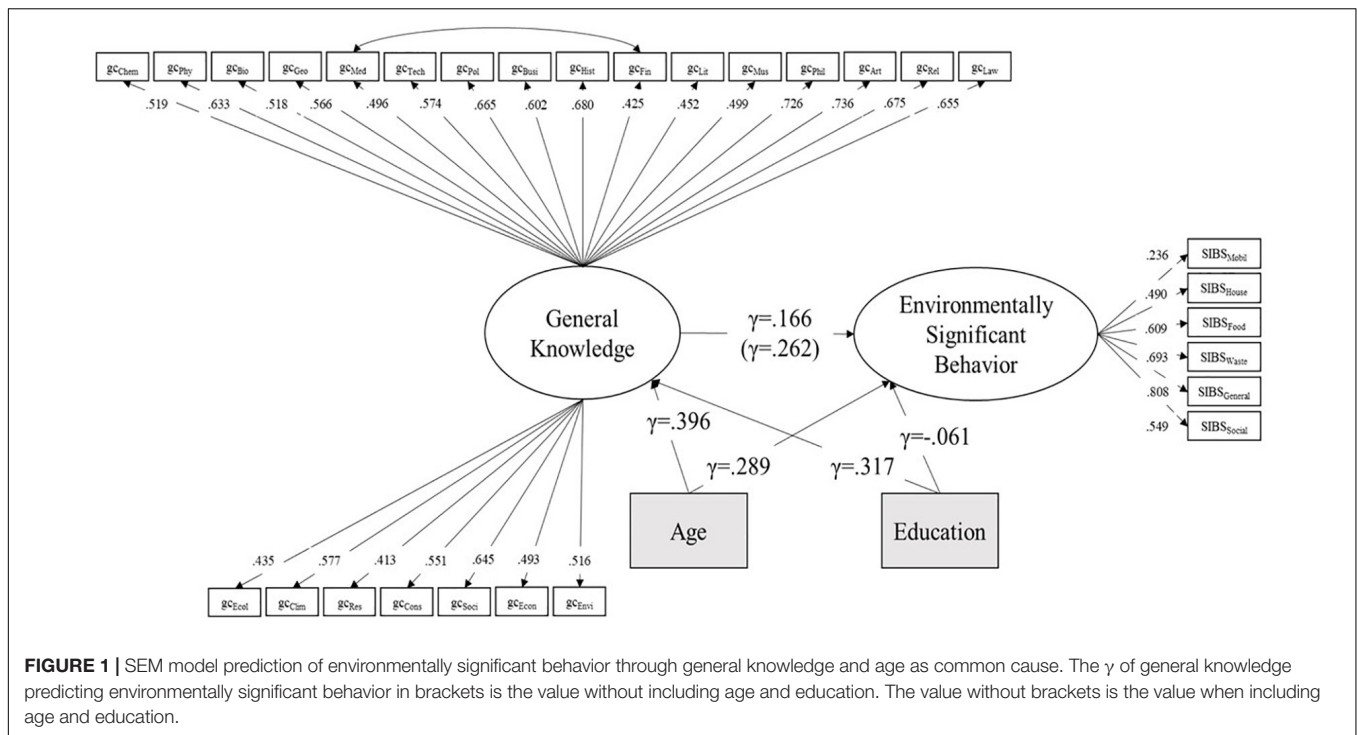 gcChem gcPhy gcBio gcGeo gcMed gcTech gcPol gcBusi gcHist gcFin gcLit gcMus gcPhil gcArt gcRel gcLaw
.519 .633 .518 .566 .496 .574 .665 .602 .680 .425 .452 .499 .726 .736 .675 .655
General
Knowledge
γ=.166
(γ=.262)
Environmentally
Significant
Behavior
.236 SIBSMobil
.490 SIBSHouse
.609 SIBSFood
.693 SIBSWaste
.808 SIBSGeneral
.549 SIBSSocial
γ=.396
γ=-.061
γ=.289
γ=.317
Age
Education
.435 .577 .413 .551 .645 .493 .516
gcEcol gcClim gcRes gcCons gcSoci gcEcon gcEnvi
FIGURE 1 | SEM model prediction of environmentally significant behavior through general knowledge and age as common cause. The γ of general knowledge
predicting environmentally significant behavior in brackets is the value without including age and education. The value without brackets is the value when including
age and education.